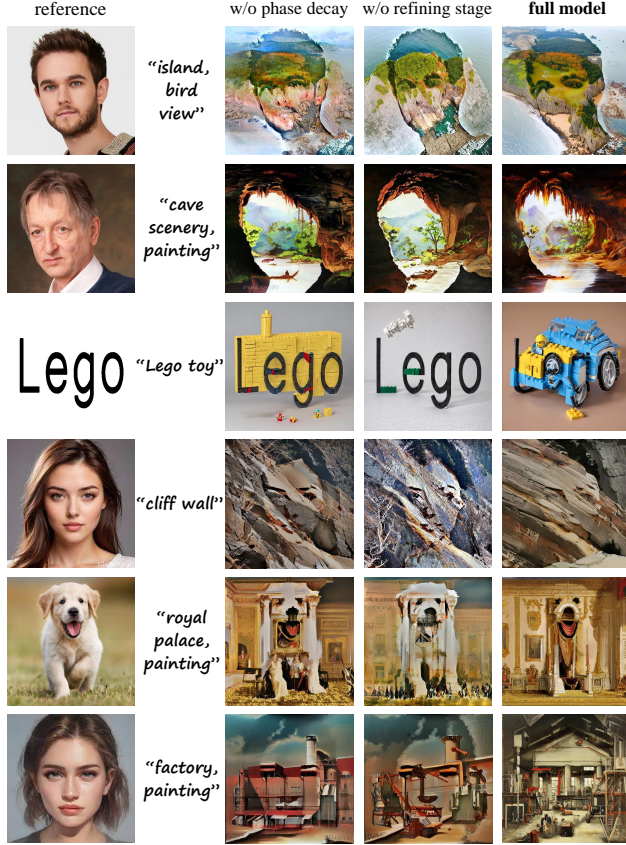 reference w/o phase decay w/o refining stage full model
“island,
bird
view”
“cave
scenery,
painting”
Lego
“Lego toy”
Lego
Lego
“cliff wall”
“royal
palace,
painting”
“factory,
painting”